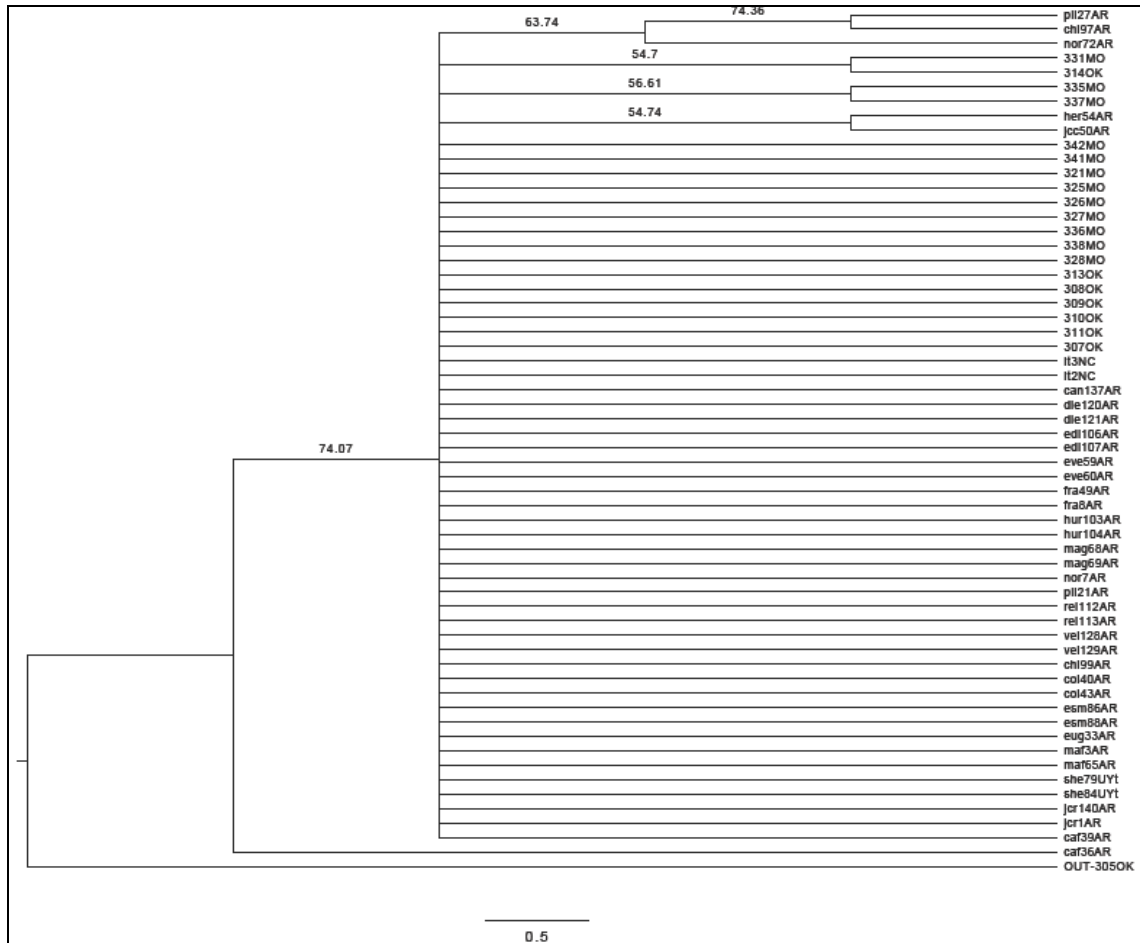 74.36
pll27AR
63.74
chl97AR
nor72AR
54.7
331MO
314OK
56.61
335MO
337MO
54.74
her54AR
jcc50AR
342MO
341MO
321MO
325MO
326MO
327MO
336MO
338MO
328MO
313OK
308OK
309OK
310OK
311OK
307OK
lt3NC
lt2NC
can137AR
dle120AR
dle121AR
edl106AR
74.07
edl107AR
eve59AR
eve60AR
fra49AR
fra8AR
hur103AR
hur104AR
mag68AR
mag69AR
nor7AR
pll21AR
rel112AR
rel113AR
vel128AR
vel129AR
chl99AR
col40AR
col43AR
esm86AR
esm88AR
eug33AR
maf3AR
maf65AR
she79UYt
she84UYt
jcr140AR
jcr1AR
caf39AR
caf36AR
OUT-305OK
0.5